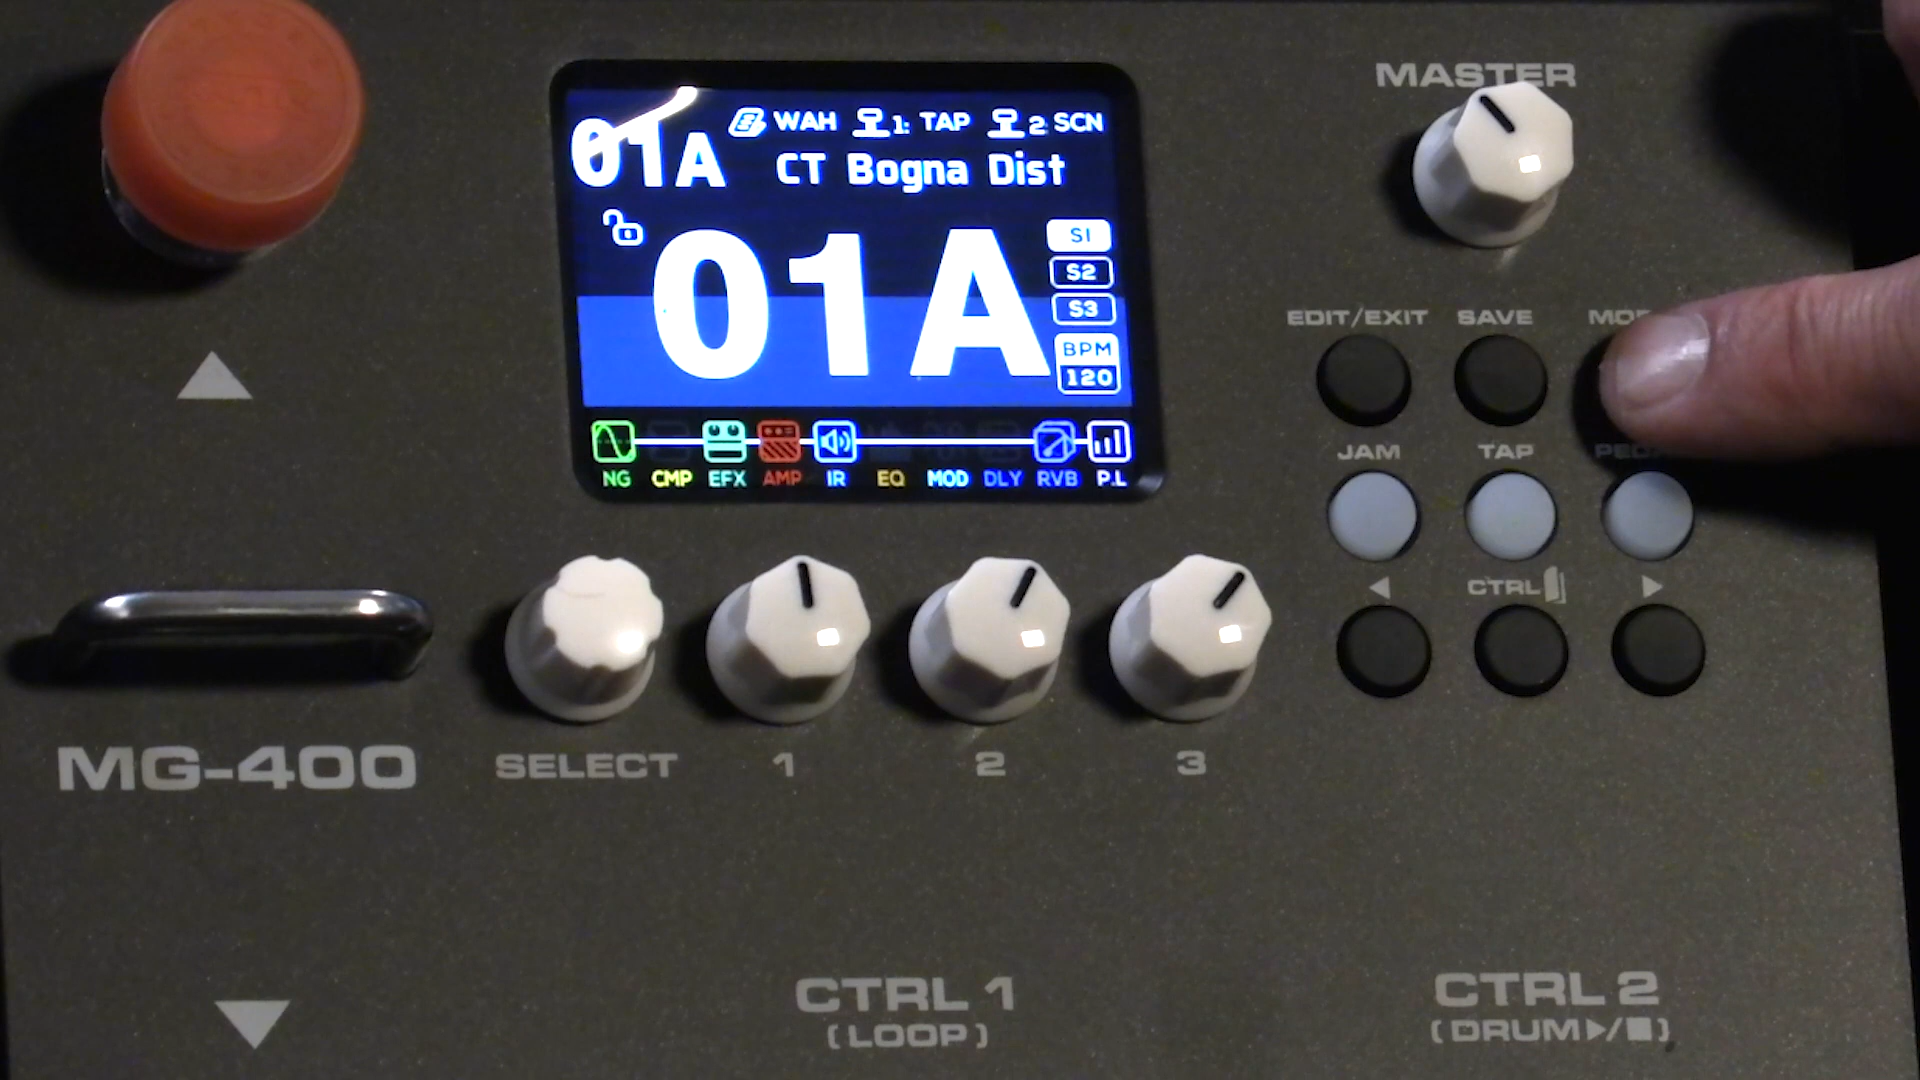 MASTER
WAH 1: TAP 2: SCN
01A CT Bogna Dist
01A
S1
S2
S3
BPM
120
EDIT/EXIT SAVE
JAM TAP
CTRL
NG CMP EFX AMP IR EQ MOD DLY RVB P.L
MG-400
SELECT 1 2 3
CTRL 1 CTRL 2
(LOOP) (DRUM▶/■)